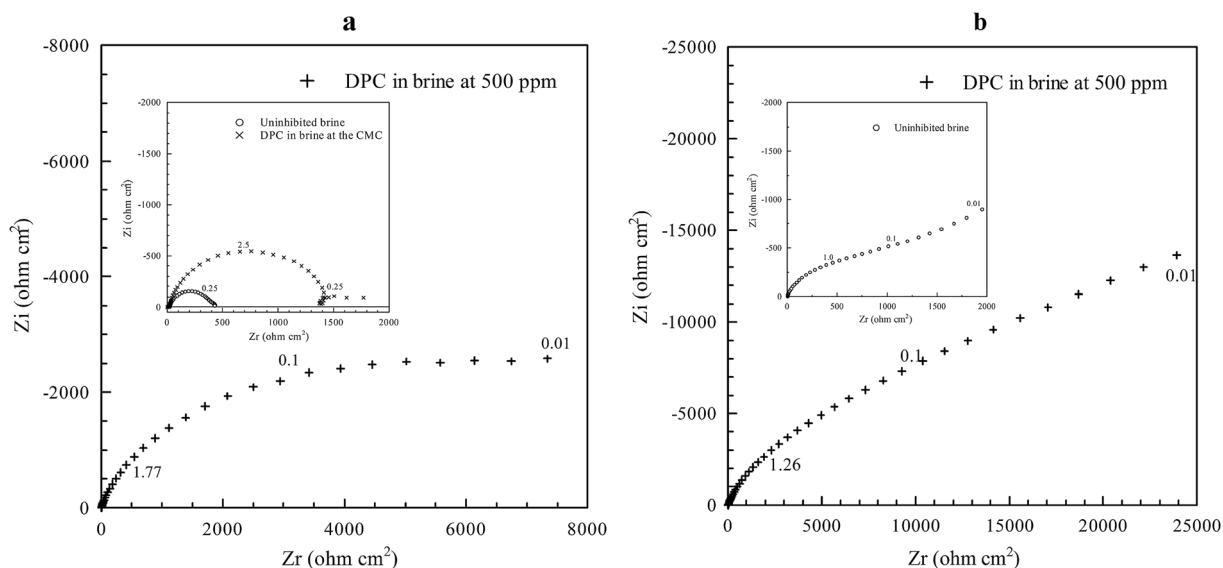 a
-8000
-6000
-4000
-2000
0
Zi (ohm cm²)
+ DPC in brine at 500 ppm
-2000
-1500
-1000
-500
0
Zi (ohm cm²)
○ Uninhibited brine
× DPC in brine at the CMC
2.5
0.25
0.25
0 500 1000 1500 2000
Zr (ohm cm²)
0.1
0.01
1.77
0 2000 4000 6000 8000
Zr (ohm cm²)
b
-25000
-20000
-15000
-10000
-5000
0
Zi (ohm cm²)
+ DPC in brine at 500 ppm
-2000
-1500
-1000
-500
0
Zi (ohm cm²)
○ Uninhibited brine
0.01
0.1
1.0
0 500 1000 1500 2000
Zr (ohm cm²)
0.01
0.1
1.26
0 5000 10000 15000 20000 25000
Zr (ohm cm²)